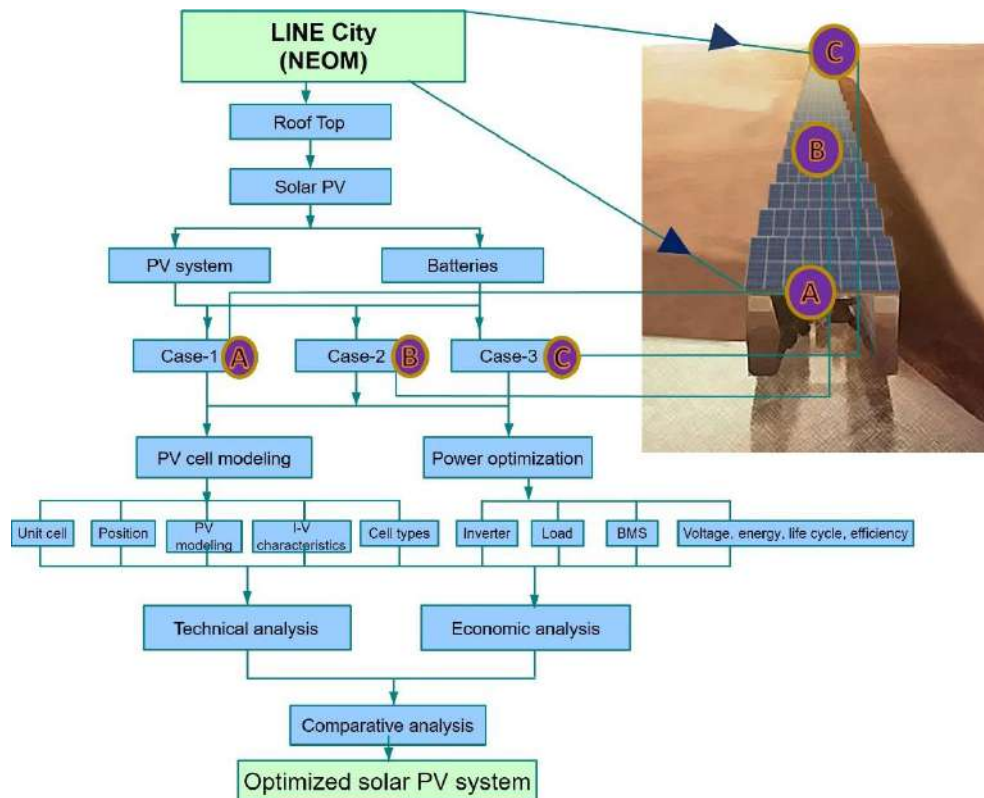 LINE City
(NEOM)
C
Roof Top
B
Solar PV
PV system
Batteries
A
Case-1
A
Case-2
B
Case-3
C
PV cell modeling
Power optimization
Unit cell
Position
PV
modeling
I-V
characteristics
Cell types
Inverter
Load
BMS
Voltage, energy, life cycle, efficiency
Technical analysis
Economic analysis
Comparative analysis
Optimized solar PV system